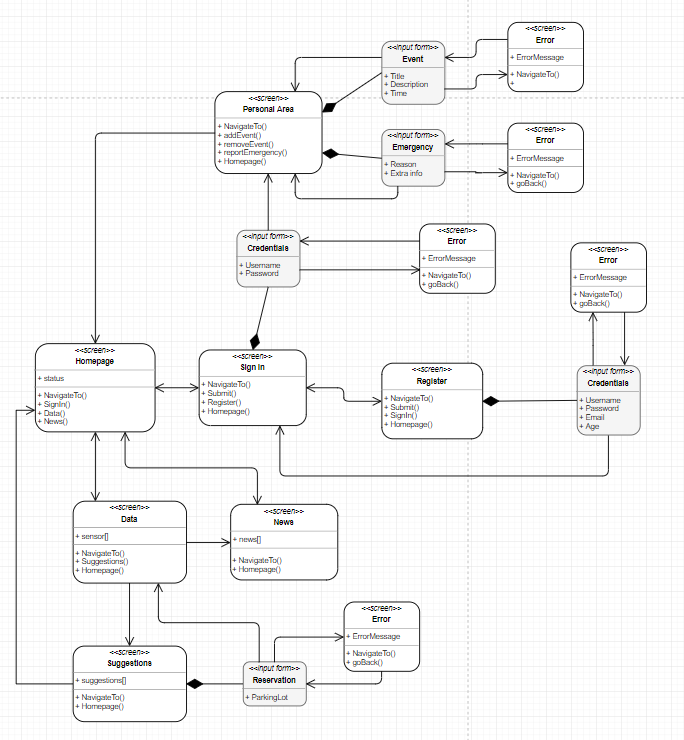 <<screen>>
Error
+ ErrorMessage
+ NavigateTo()
+
<<input form>>
Event
+ Title
+ Description
+ Time
<<screen>>
Personal Area
+ NavigateTo()
+ addEvent()
+ removeEvent()
+ reportEmergency()
+ Homepage()
<<input form>>
Emergency
+ Reason
+ Extra info
<<screen>>
Error
+ ErrorMessage
+ NavigateTo()
+ goBack()
<<input form>>
Credentials
+ Username
+ Password
<<screen>>
Error
+ ErrorMessage
+ NavigateTo()
+ goBack()
<<screen>>
Error
+ ErrorMessage
+ NavigateTo()
+ goBack()
<<screen>>
Homepage
+ status
+ NavigateTo()
+ SignIn()
+ Data()
+ News()
<<screen>>
Sign In
+ NavigateTo()
+ Submit()
+ Register()
+ Homepage()
<<screen>>
Register
+ NavigateTo()
+ Submit()
+ SignIn()
+ Homepage()
<<input form>>
Credentials
+ Username
+ Password
+ Email
+ Age
<<screen>>
Data
+ sensor[]
+ NavigateTo()
+ Suggestions()
+ Homepage()
<<screen>>
News
+ news[]
+ NavigateTo()
+ Homepage()
<<screen>>
Suggestions
+ suggestions[]
+ NavigateTo()
+ Homepage()
<<input form>>
Reservation
+ ParkingLot
<<screen>>
Error
+ ErrorMessage
+ NavigateTo()
+ goBack()